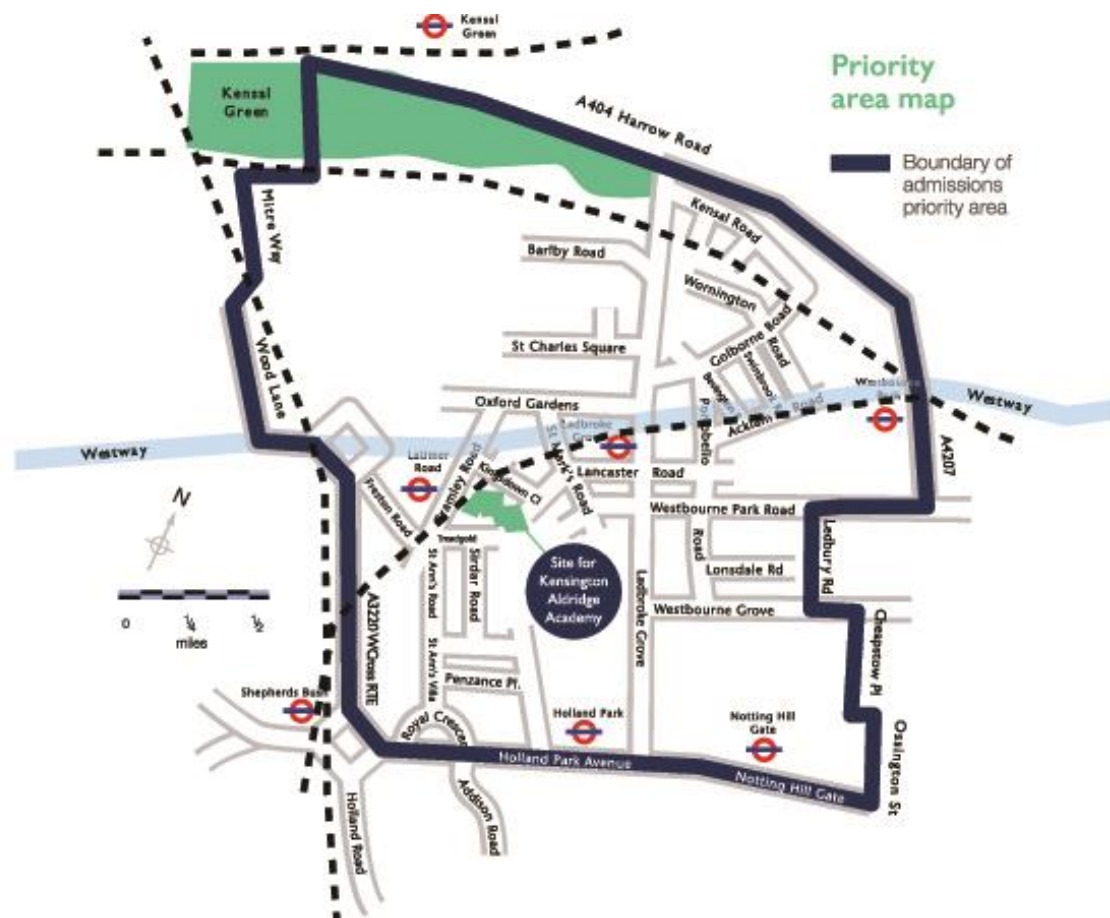 Kensal
Green
Priority
area map
Kensal
Green
A404 Harrow Road
Boundary of
admissions
priority area
Mitre Way
Kensal Road
Barlby Road
Wornington
Road
Golborne Road
St Charles Square
Wood Lane
Swinbrook
Bevington
Portobello
Road
Acklam Road
Westway
Oxford Gardens
Ladbroke
Grove
St Mark's Road
Westway
Latimer
Road
Bramley Road
Kingsdown Cl
Lancaster Road
A4207
Freston Road
Westbourne Park Road
N
Treadgold
Site for
Kensington
Aldridge
Academy
Lonsdale Rd
Ledbury Rd
St Ann's Road
Sirdar Road
Ladbroke Grove
Westbourne Grove
0 ¼ ½
miles
A3220 WCross RTE
St Ann's Villa
Chepstow Pl
Penzance Pl.
Shepherds Bush
Royal Crescent
Holland Park
Notting Hill
Gate
Ossington St
Holland Park Avenue
Notting Hill Gate
Addison Road
Holland Road